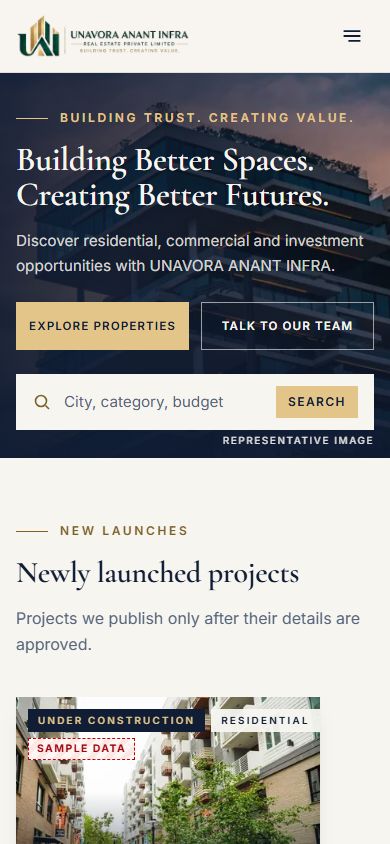 UNAVORA ANANT INFRA
REAL ESTATE PRIVATE LIMITED
BUILDING TRUST. CREATING VALUE.
BUILDING TRUST. CREATING VALUE.
Building Better Spaces.
Creating Better Futures.
Discover residential, commercial and investment
opportunities with UNAVORA ANANT INFRA.
EXPLORE PROPERTIES
TALK TO OUR TEAM
City, category, budget
SEARCH
REPRESENTATIVE IMAGE
NEW LAUNCHES
Newly launched projects
Projects we publish only after their details are
approved.
UNDER CONSTRUCTION
RESIDENTIAL
SAMPLE DATA